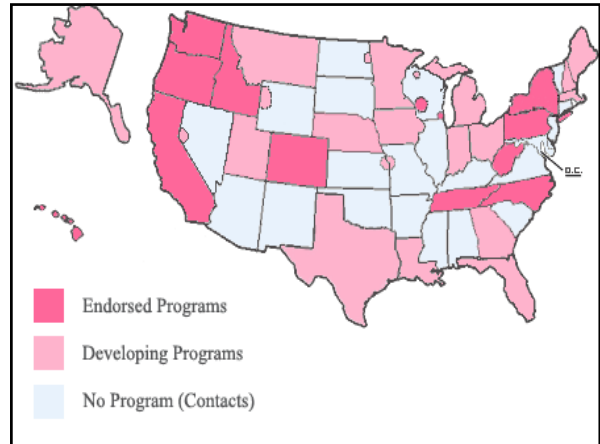 D.C.
Endorsed Programs
Developing Programs
No Program (Contacts)